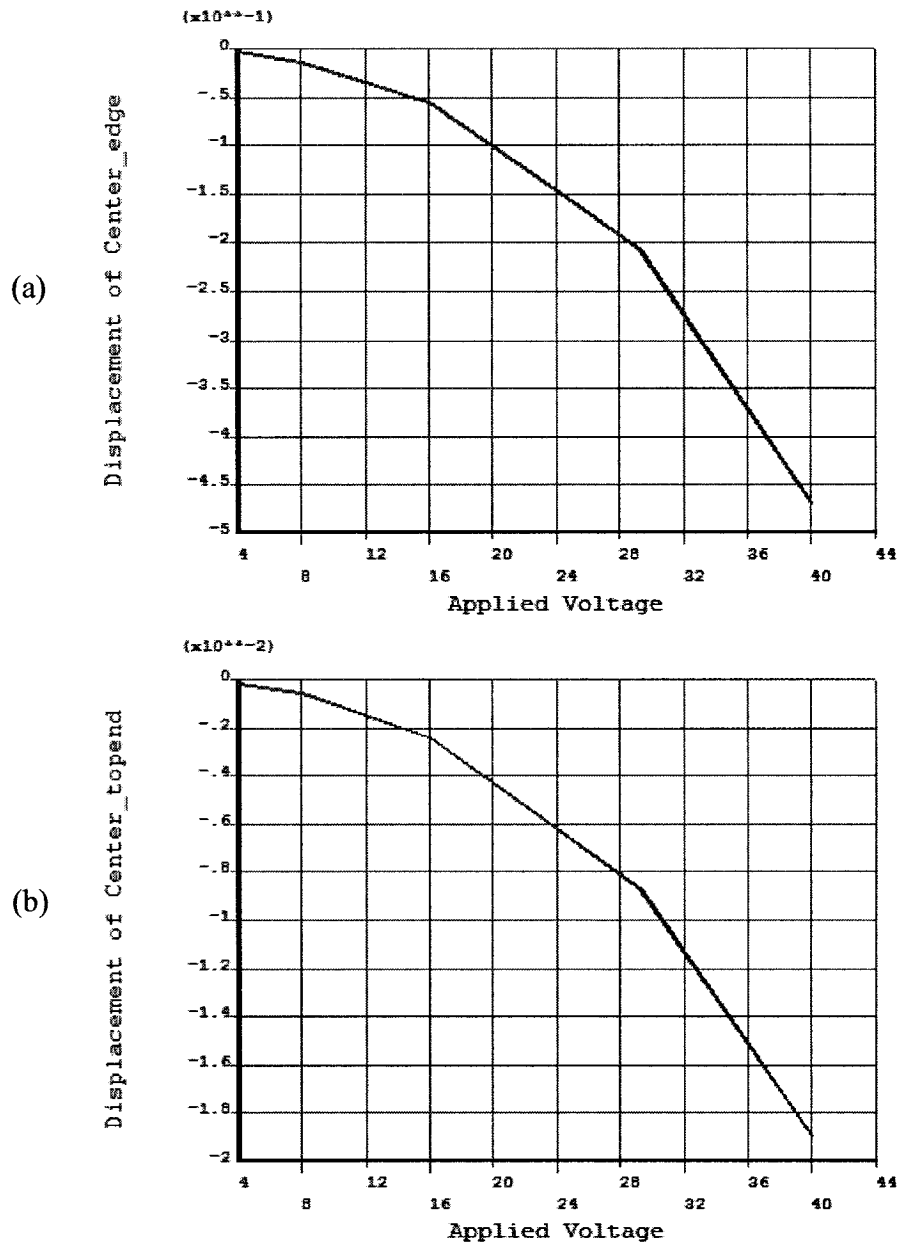 (x10**-1)
0
-.5
-1
-1.5
-2
-2.5
-3
-3.5
-4
-4.5
-5
Displacement of Center_edge
(a)
4 12 20 28 36 44
8 16 24 32 40
Applied Voltage
(x10**-2)
0
-.2
-.4
-.6
-.8
-1
-1.2
-1.4
-1.6
-1.8
-2
Displacement of Center_topend
(b)
4 12 20 28 36 44
8 16 24 32 40
Applied Voltage